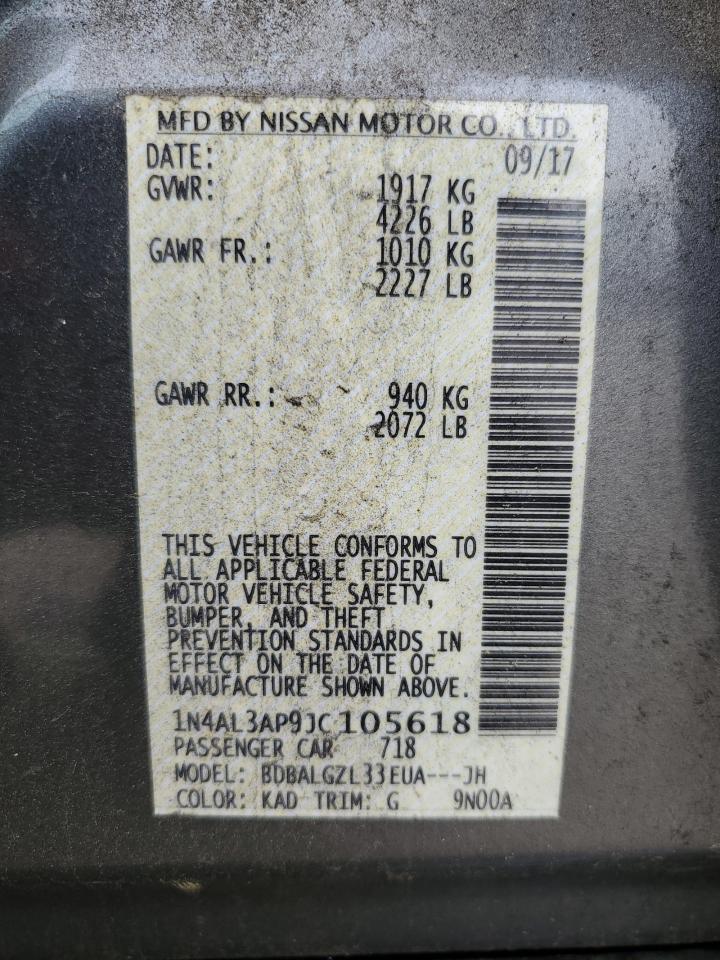 MFD BY NISSAN MOTOR CO., LTD.
DATE: 09/17
GVWR: 1917 KG
4226 LB
GAWR FR.: 1010 KG
2227 LB
GAWR RR.: 940 KG
2072 LB
THIS VEHICLE CONFORMS TO
ALL APPLICABLE FEDERAL
MOTOR VEHICLE SAFETY,
BUMPER, AND THEFT
PREVENTION STANDARDS IN
EFFECT ON THE DATE OF
MANUFACTURE SHOWN ABOVE.
1N4AL3AP9JC105618
PASSENGER CAR 718
MODEL: BDBALGZL33EUA---JH
COLOR: KAD TRIM: G 9N00A